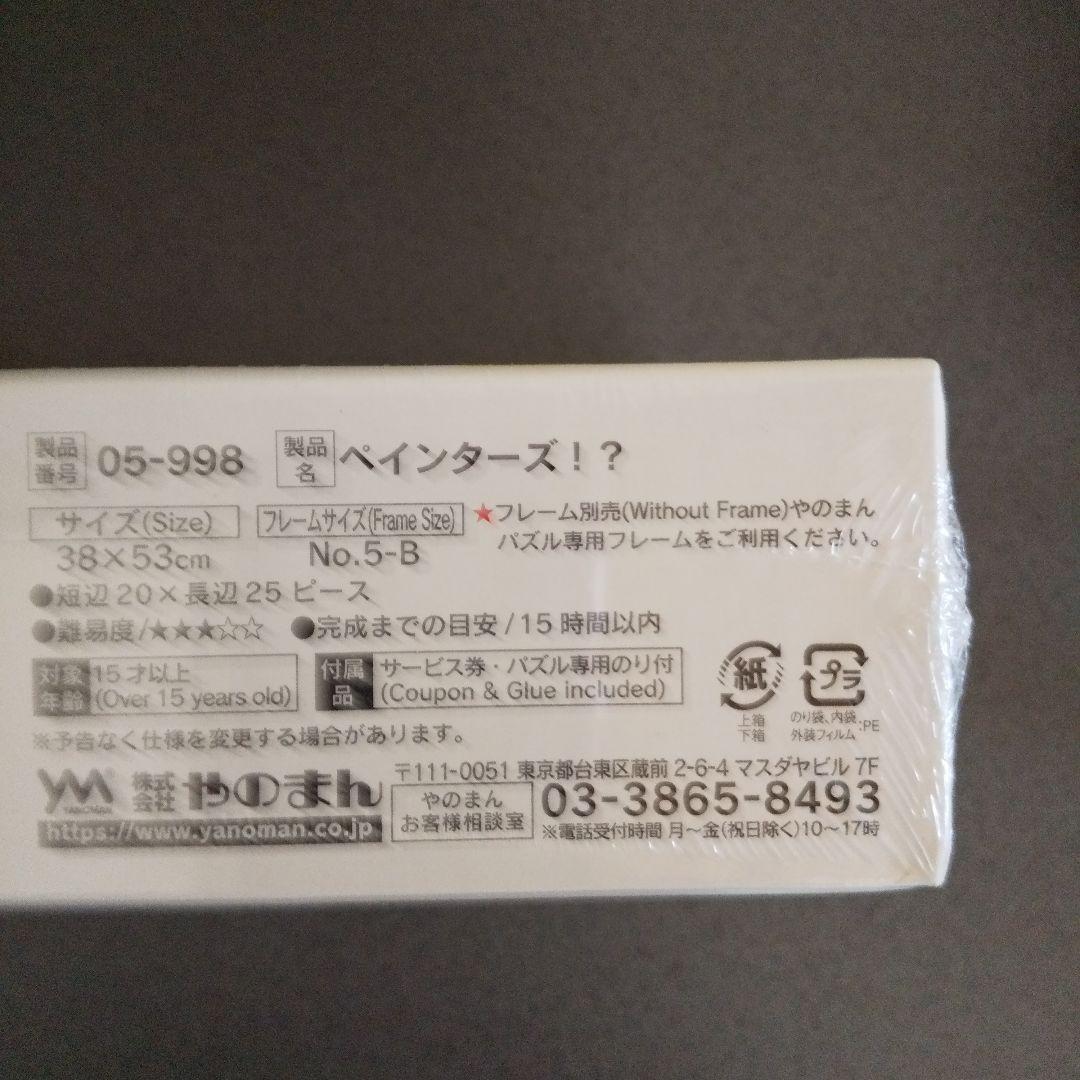 製品番号 05-998 製品名 ペインターズ！？
サイズ(Size) フレームサイズ(Frame Size) ★フレーム別売(Without Frame)やのまん
38×53cm No.5-B パズル専用フレームをご利用ください。
●短辺20×長辺25ピース
●難易度/★★★☆☆ ●完成までの目安/15時間以内
対象年齢 15才以上 (Over 15 years old) 付属品 サービス券・パズル専用のり付 (Coupon & Glue included)
紙 上箱 下箱
プラ のり袋、内袋、外装フィルム:PE
※予告なく仕様を変更する場合があります。
YM YANOMAN 株式会社 やのまん
https://www.yanoman.co.jp
〒111-0051 東京都台東区蔵前2-6-4 マスダヤビル7F
やのまんお客様相談室 03-3865-8493
※電話受付時間 月〜金(祝日除く)10〜17時